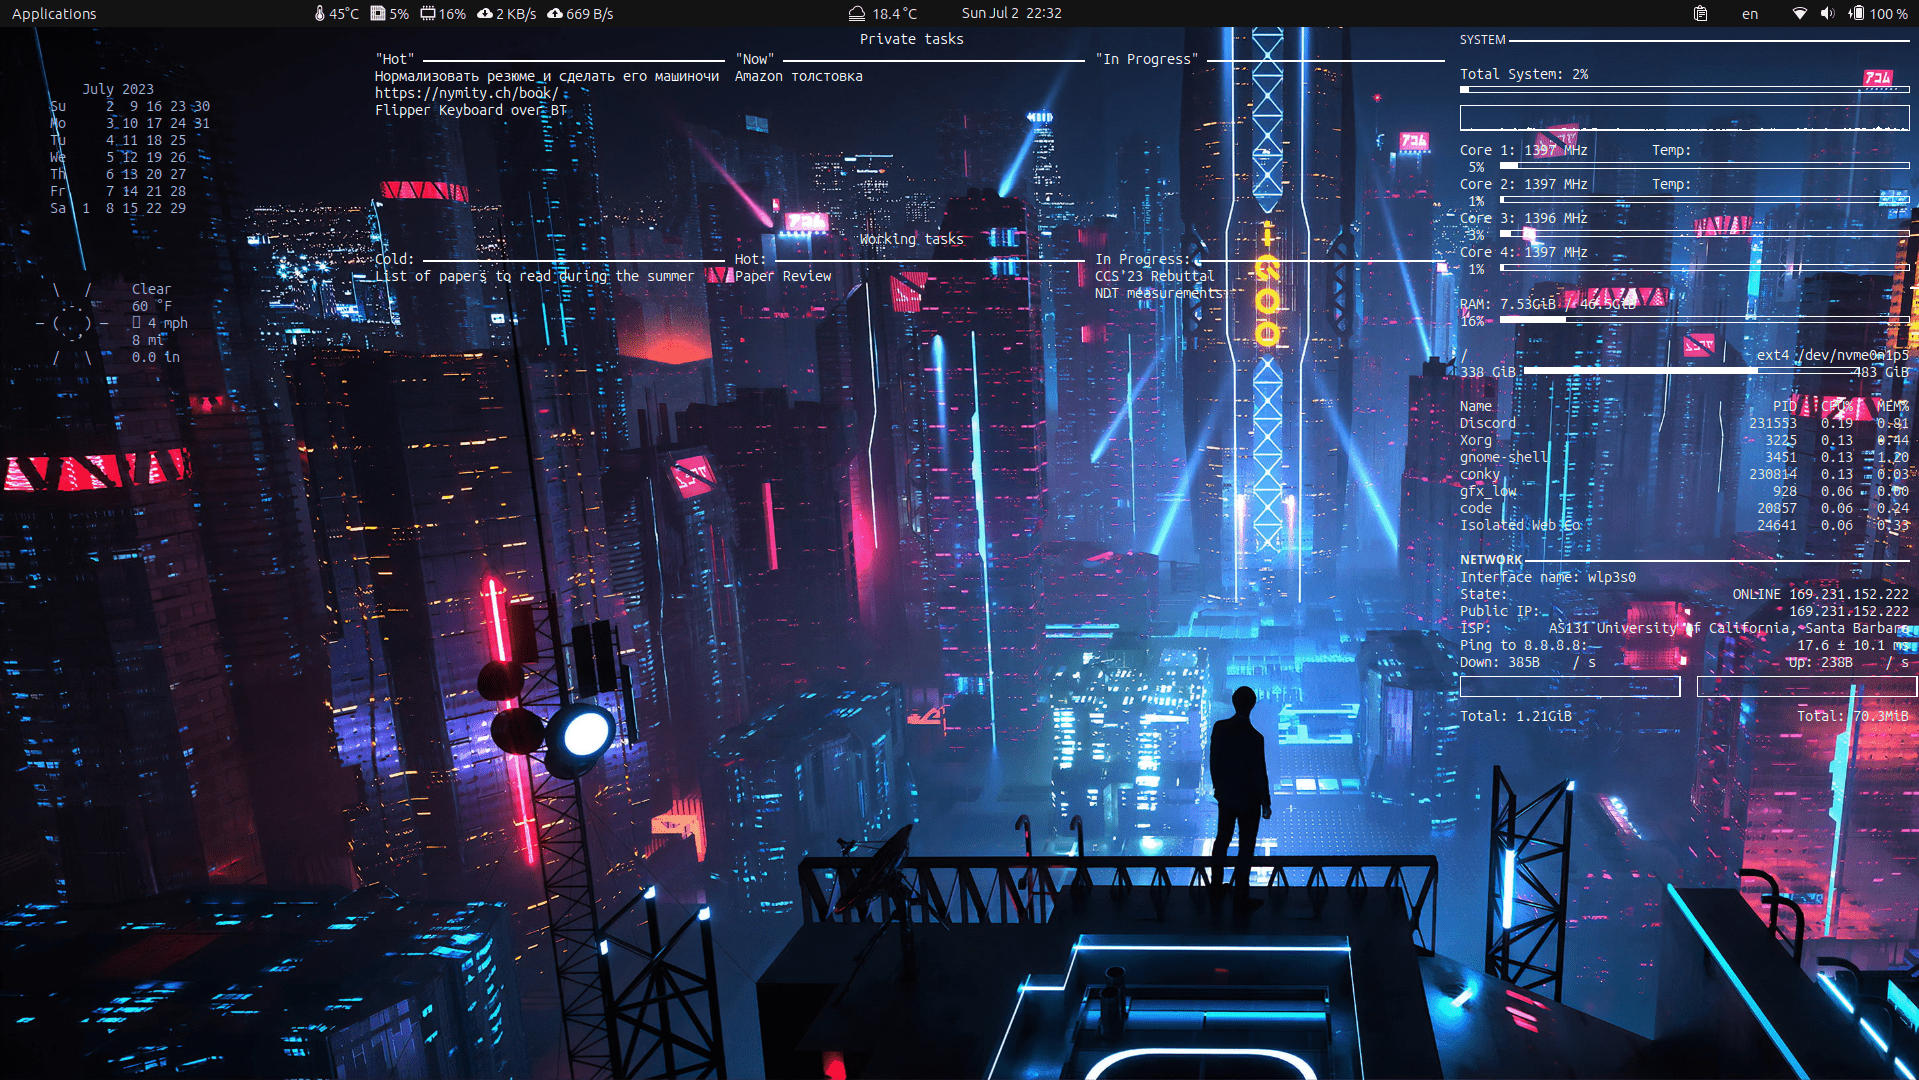 Applications
45°C 5% 16% 2 KB/s 669 B/s
18.4 °C
Sun Jul 2 22:32
en
100 %
July 2023
Su 2 9 16 23 30
Mo 3 10 17 24 31
Tu 4 11 18 25
We 5 12 19 26
Th 6 13 20 27
Fr 7 14 21 28
Sa 1 8 15 22 29
Clear
60 °F
4 mph
8 mi
0.0 in
Private tasks
"Hot"
Нормализовать резюме и сделать его машиночи
https://nymity.ch/book/
Flipper Keyboard over BT
"Now"
Amazon толстовка
"In Progress"
Working tasks
Cold:
List of papers to read during the summer
Hot:
Paper Review
In Progress:
CCS'23 Rebuttal
NDT measurements
SYSTEM
Total System: 2%
Core 1: 1397 MHz Temp:
5%
Core 2: 1397 MHz Temp:
1%
Core 3: 1396 MHz
3%
Core 4: 1397 MHz
1%
RAM: 7.53GiB / 46.5GiB
16%
/ ext4 /dev/nvme0n1p5
338 GiB 483 GiB
Name PID CPU% MEM%
Discord 231553 0.19 0.81
Xorg 3225 0.13 0.44
gnome-shell 3451 0.13 1.20
conky 230814 0.13 0.03
gfx_low 928 0.06 0.00
code 20857 0.06 0.24
Isolated Web Co 24641 0.06 0.33
NETWORK
Interface name: wlp3s0
State: ONLINE 169.231.152.222
Public IP: 169.231.152.222
ISP: AS131 University of California, Santa Barbara
Ping to 8.8.8.8: 17.6 ± 10.1 ms
Down: 385B / s Up: 238B / s
Total: 1.21GiB Total: 70.3MiB
アコム
アコム
アコム